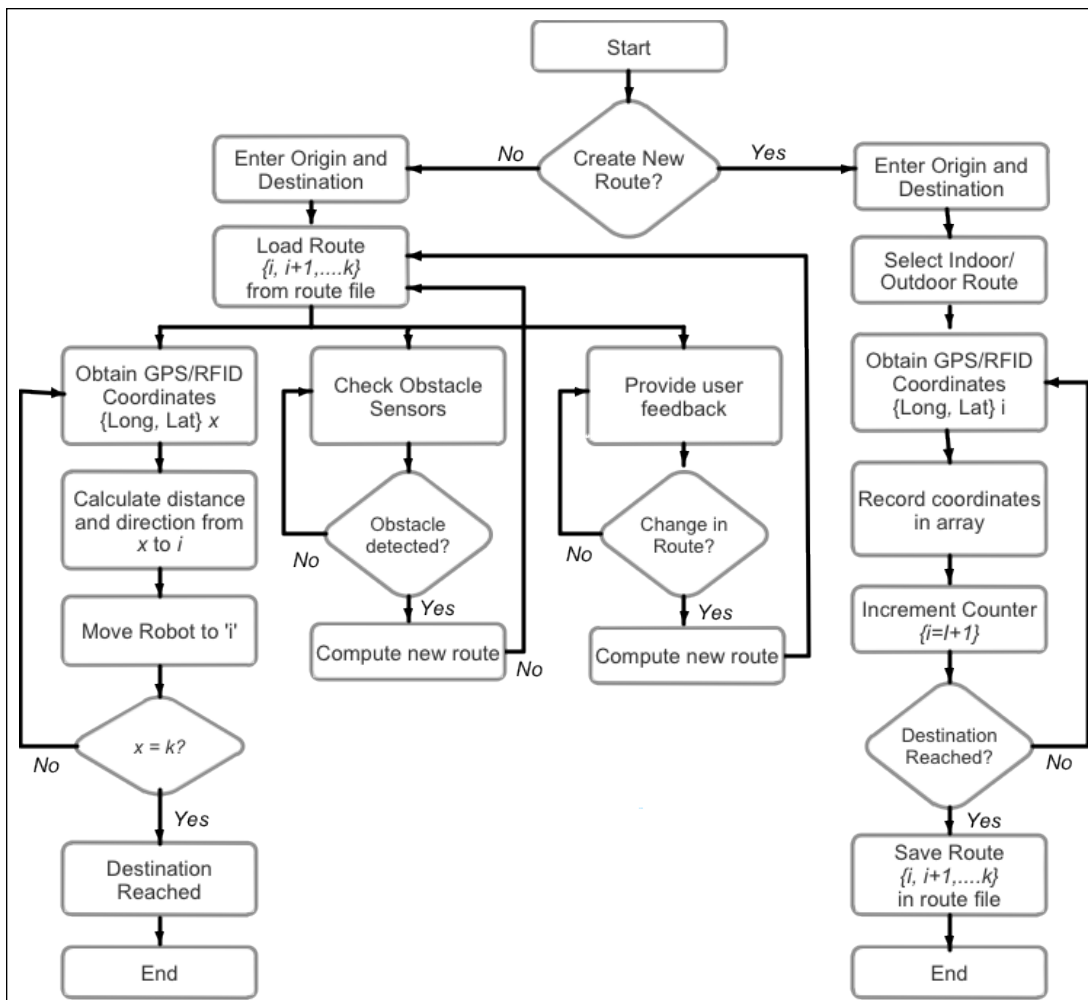 Start
Create New
Route?
No
Yes
Enter Origin and
Destination
Load Route
{i, i+1,....k}
from route file
Obtain GPS/RFID
Coordinates
{Long, Lat} x
Calculate distance
and direction from
x to i
Move Robot to 'i'
x = k?
No
Yes
Destination
Reached
End
Check Obstacle
Sensors
Obstacle
detected?
No
Yes
Compute new route
No
Provide user
feedback
Change in
Route?
No
Yes
Compute new route
Enter Origin and
Destination
Select Indoor/
Outdoor Route
Obtain GPS/RFID
Coordinates
{Long, Lat} i
Record coordinates
in array
Increment Counter
{i=I+1}
Destination
Reached?
No
Yes
Save Route
{i, i+1,....k}
in route file
End